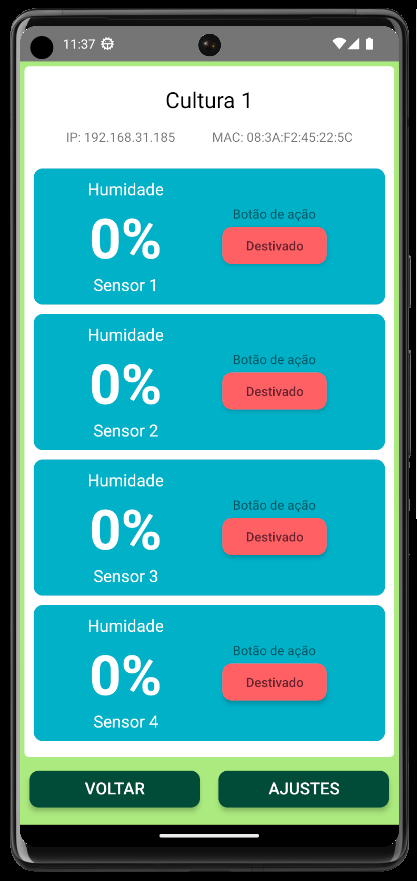 11:37
Cultura 1
IP: 192.168.31.185 MAC: 08:3A:F2:45:22:5C
Humidade
0%
Sensor 1
Botão de ação
Destivado
Humidade
0%
Sensor 2
Botão de ação
Destivado
Humidade
0%
Sensor 3
Botão de ação
Destivado
Humidade
0%
Sensor 4
Botão de ação
Destivado
VOLTAR AJUSTES